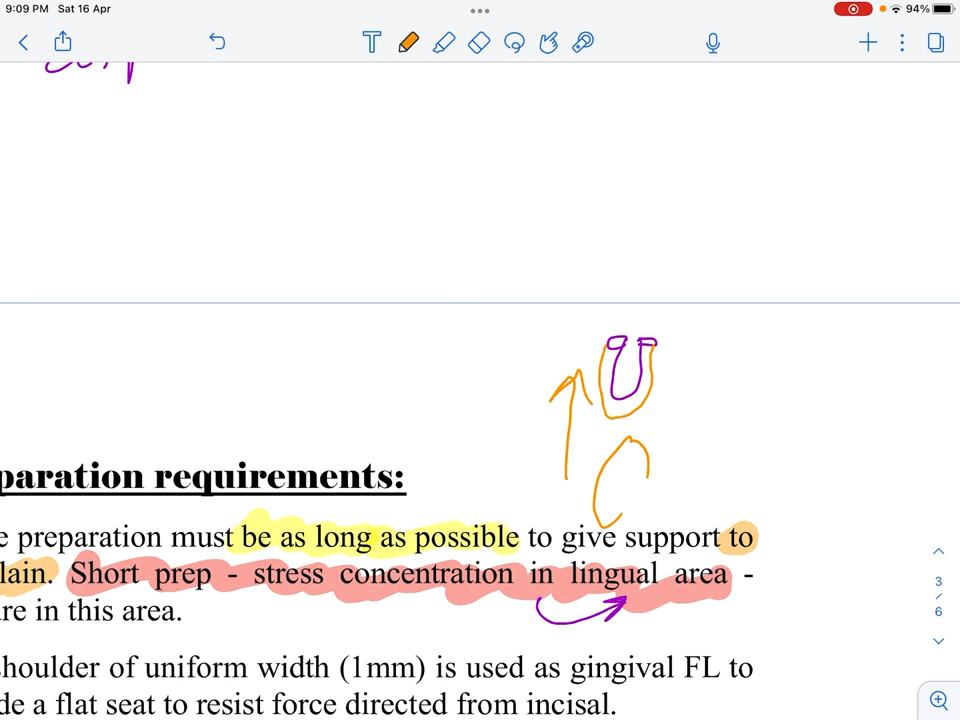 9:09 PM Sat 16 Apr
94%
T
paration requirements:
e preparation must be as long as possible to give support to
lain. Short prep - stress concentration in lingual area -
re in this area.
houlder of uniform width (1mm) is used as gingival FL to
de a flat seat to resist force directed from incisal.
3
/
6